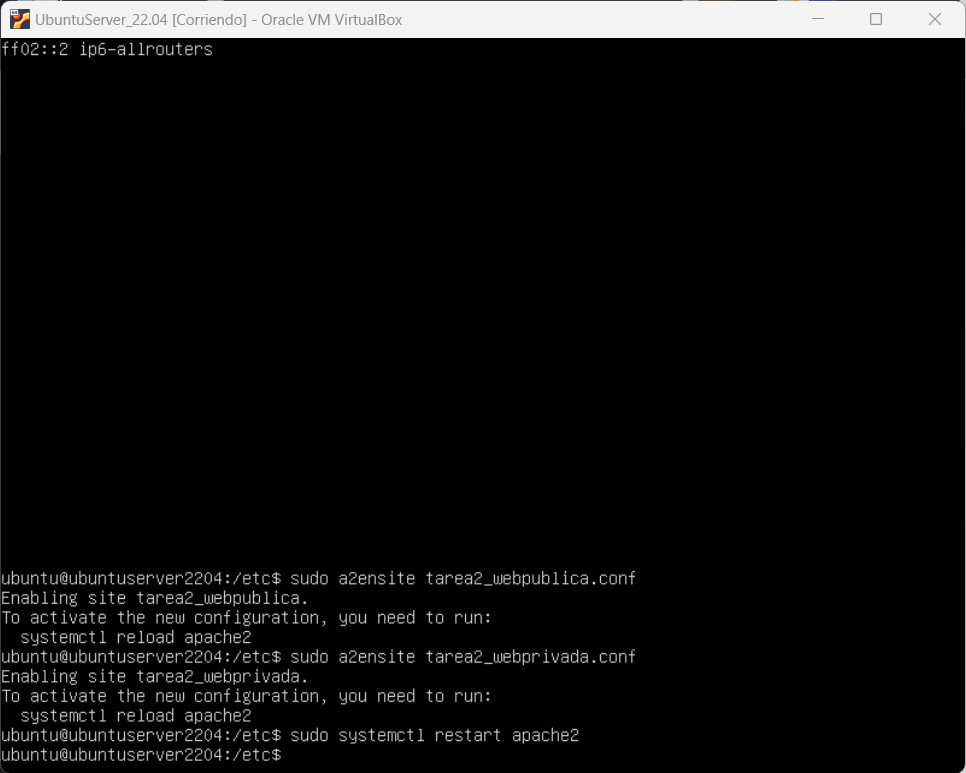 UbuntuServer_22.04 [Corriendo] - Oracle VM VirtualBox
ff02::2 ip6-allrouters
ubuntu@ubuntuserver2204:/etc$ sudo a2ensite tarea2_webpublica.conf
Enabling site tarea2_webpublica.
To activate the new configuration, you need to run:
  systemctl reload apache2
ubuntu@ubuntuserver2204:/etc$ sudo a2ensite tarea2_webprivada.conf
Enabling site tarea2_webprivada.
To activate the new configuration, you need to run:
  systemctl reload apache2
ubuntu@ubuntuserver2204:/etc$ sudo systemctl restart apache2
ubuntu@ubuntuserver2204:/etc$